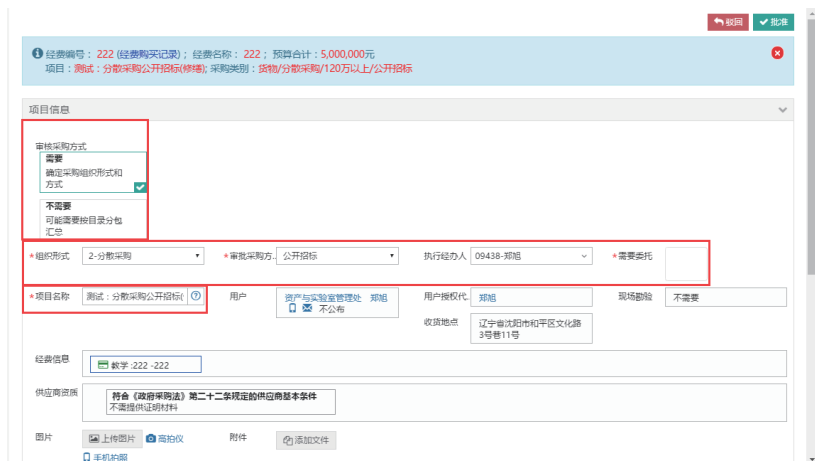 驳回 批准
经费编号： 222 (经费购买记录)； 经费名称： 222； 预算合计：5,000,000元
项目：测试：分散采购公开招标(修缮); 采购类别：货物/分散采购/120万以上/公开招标
项目信息
审核采购方式
需要
确定采购组织形式和
方式
不需要
可能需要按目录分包
汇总
*组织形式 2-分散采购 *审批采购方.. 公开招标 执行经办人 09438-郑旭 *需要委托
*项目名称 测试：分散采购公开招标( 用户 资产与实验室管理处 郑旭 用户授权代.. 郑旭 现场勘验 不需要
不公布
收货地点 辽宁省沈阳市和平区文化路
3号巷11号
经费信息 教学 :222 -222
供应商资质 符合《政府采购法》第二十二条规定的供应商基本条件
不需提供证明材料
图片 上传图片 高拍仪 附件 添加文件
手机拍照